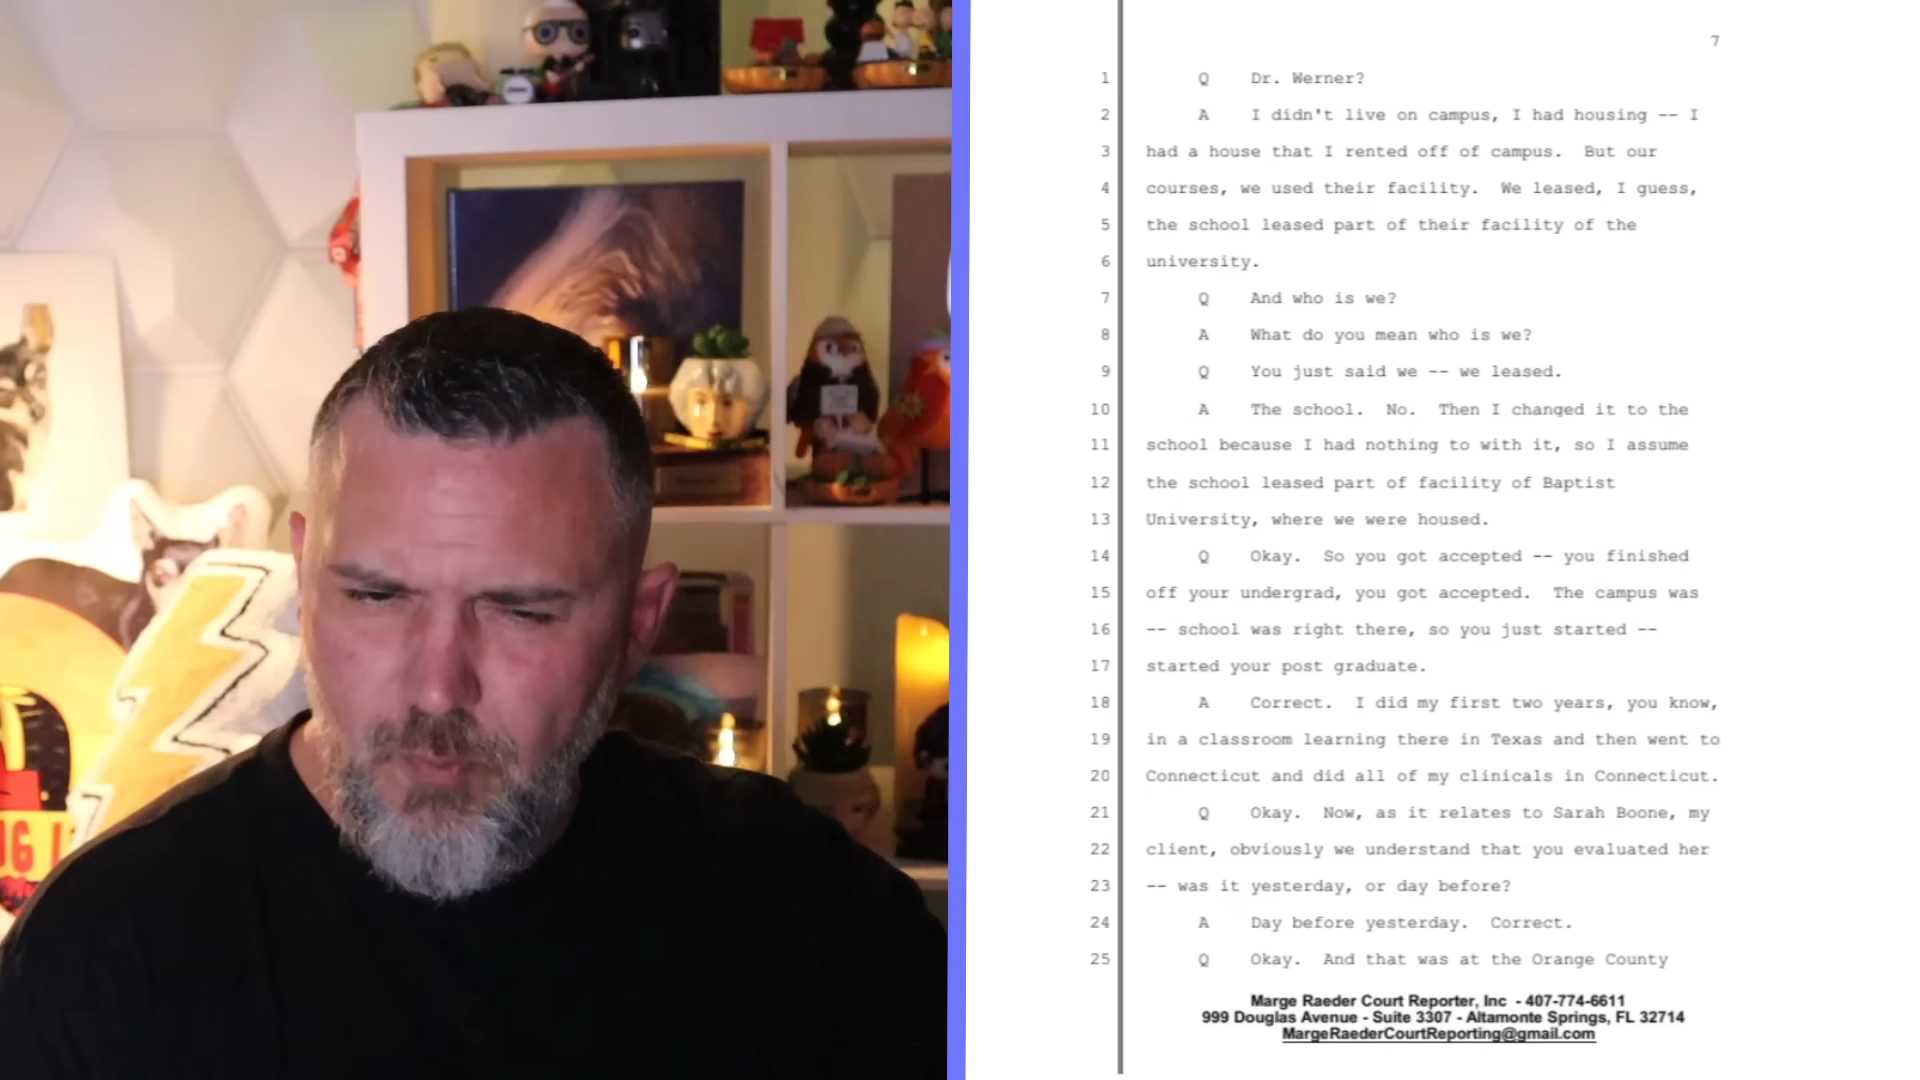 7
1 Q Dr. Werner?
2 A I didn't live on campus, I had housing -- I
3 had a house that I rented off of campus. But our
4 courses, we used their facility. We leased, I guess,
5 the school leased part of their facility of the
6 university.
7 Q And who is we?
8 A What do you mean who is we?
9 Q You just said we -- we leased.
10 A The school. No. Then I changed it to the
11 school because I had nothing to with it, so I assume
12 the school leased part of facility of Baptist
13 University, where we were housed.
14 Q Okay. So you got accepted -- you finished
15 off your undergrad, you got accepted. The campus was
16 -- school was right there, so you just started --
17 started your post graduate.
18 A Correct. I did my first two years, you know,
19 in a classroom learning there in Texas and then went to
20 Connecticut and did all of my clinicals in Connecticut.
21 Q Okay. Now, as it relates to Sarah Boone, my
22 client, obviously we understand that you evaluated her
23 -- was it yesterday, or day before?
24 A Day before yesterday. Correct.
25 Q Okay. And that was at the Orange County
Marge Raeder Court Reporter, Inc - 407-774-6611
999 Douglas Avenue - Suite 3307 - Altamonte Springs, FL 32714
MargeRaederCourtReporting@gmail.com